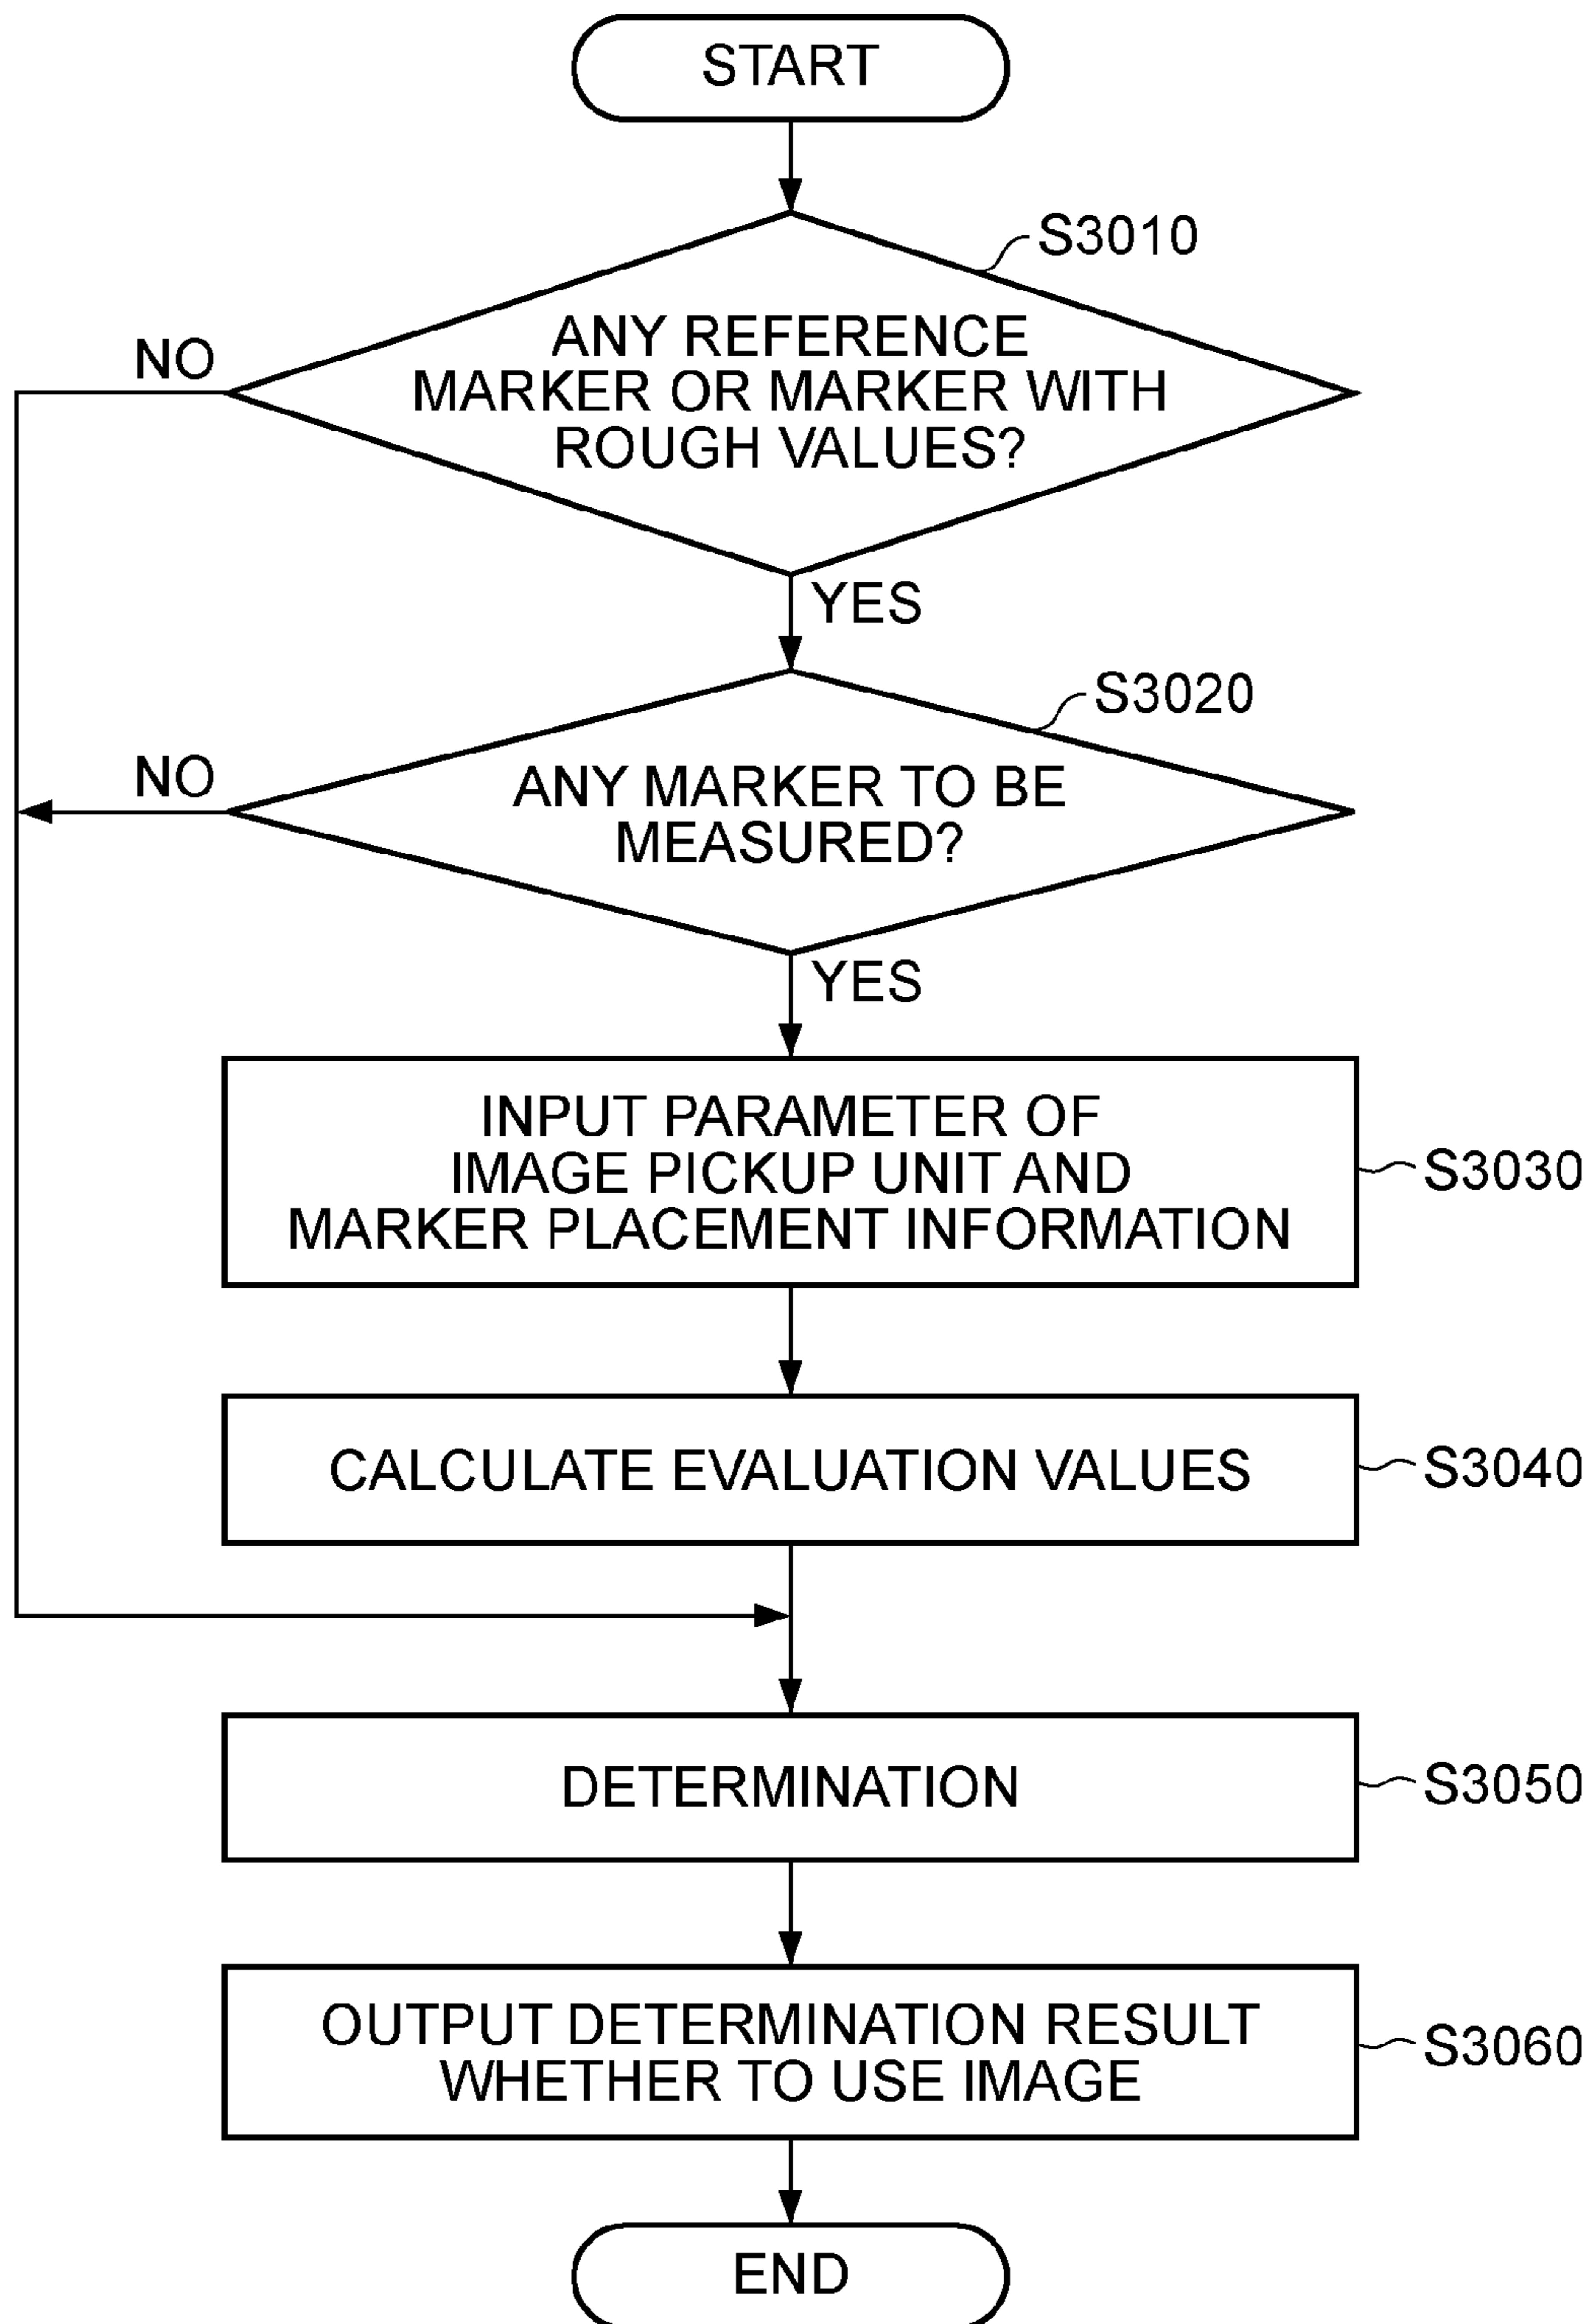 START
S3010
ANY REFERENCE
MARKER OR MARKER WITH
ROUGH VALUES?
NO
YES
S3020
ANY MARKER TO BE
MEASURED?
NO
YES
INPUT PARAMETER OF
IMAGE PICKUP UNIT AND
MARKER PLACEMENT INFORMATION
S3030
CALCULATE EVALUATION VALUES
S3040
DETERMINATION
S3050
OUTPUT DETERMINATION RESULT
WHETHER TO USE IMAGE
S3060
END